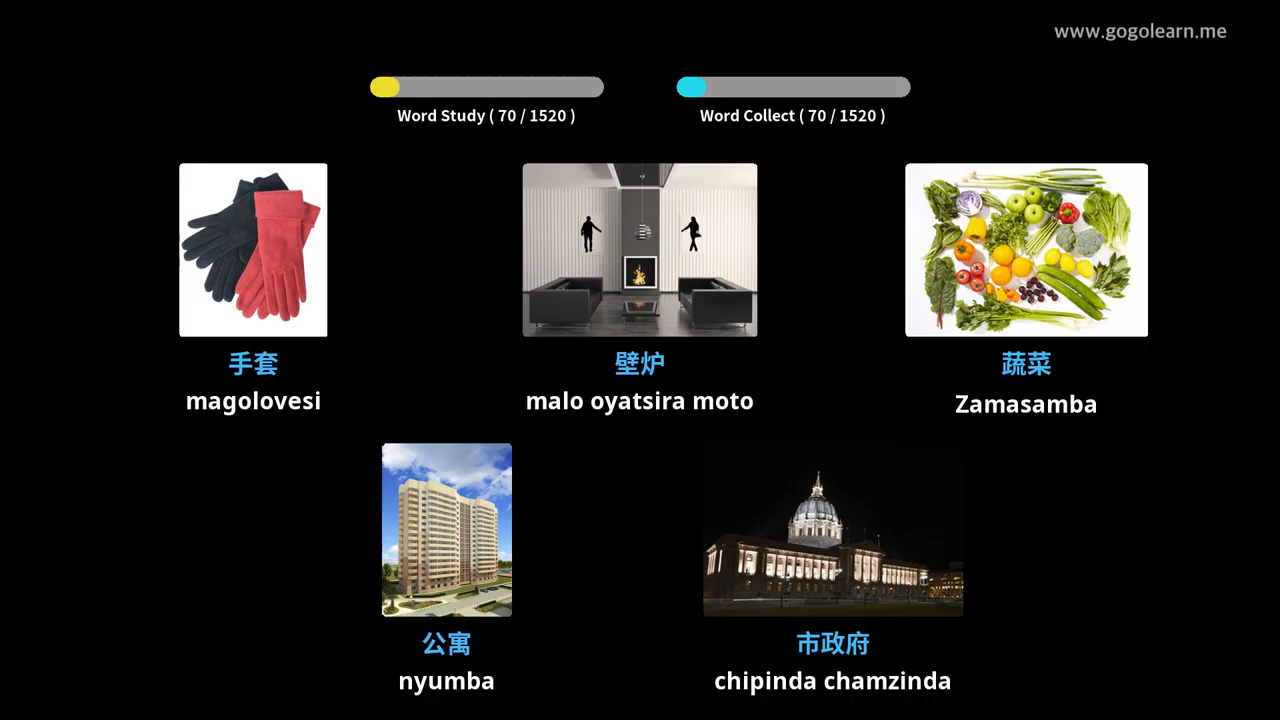 www.gogolearn.me
Word Study ( 70 / 1520 )
Word Collect ( 70 / 1520 )
手套
magolovesi
壁炉
malo oyatsira moto
蔬菜
Zamasamba
公寓
nyumba
市政府
chipinda chamzinda